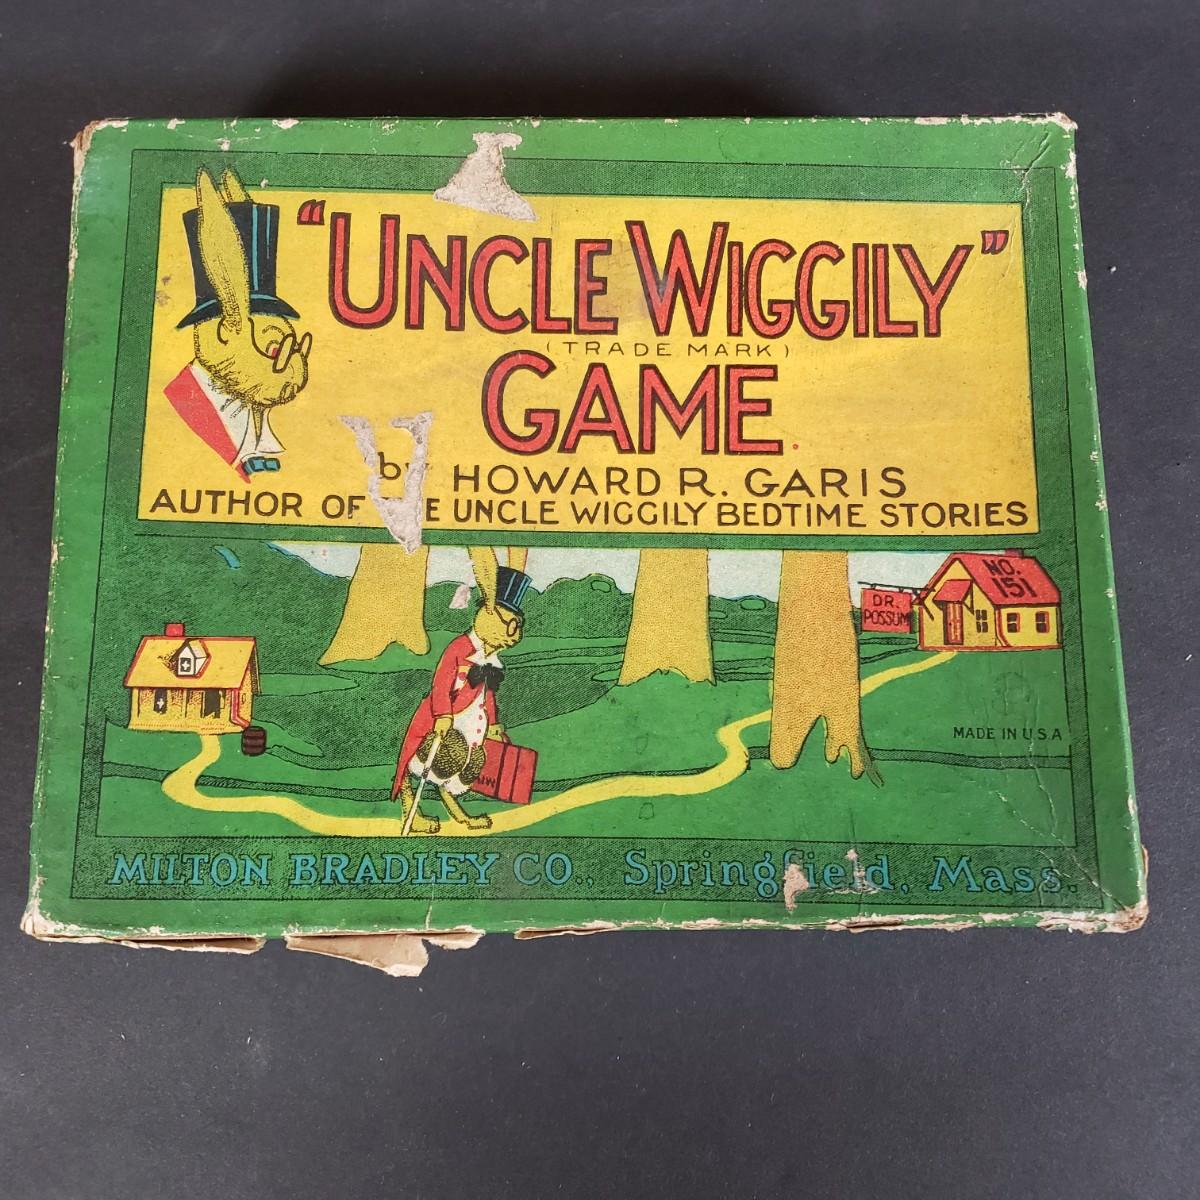 "UNCLE WIGGILY"
(TRADE MARK)
GAME
by HOWARD R. GARIS
AUTHOR OF E UNCLE WIGGILY BEDTIME STORIES
NO.
151
DR.
POSSUM
MADE IN U.S.A
MILTON BRADLEY CO., Springfield, Mass.